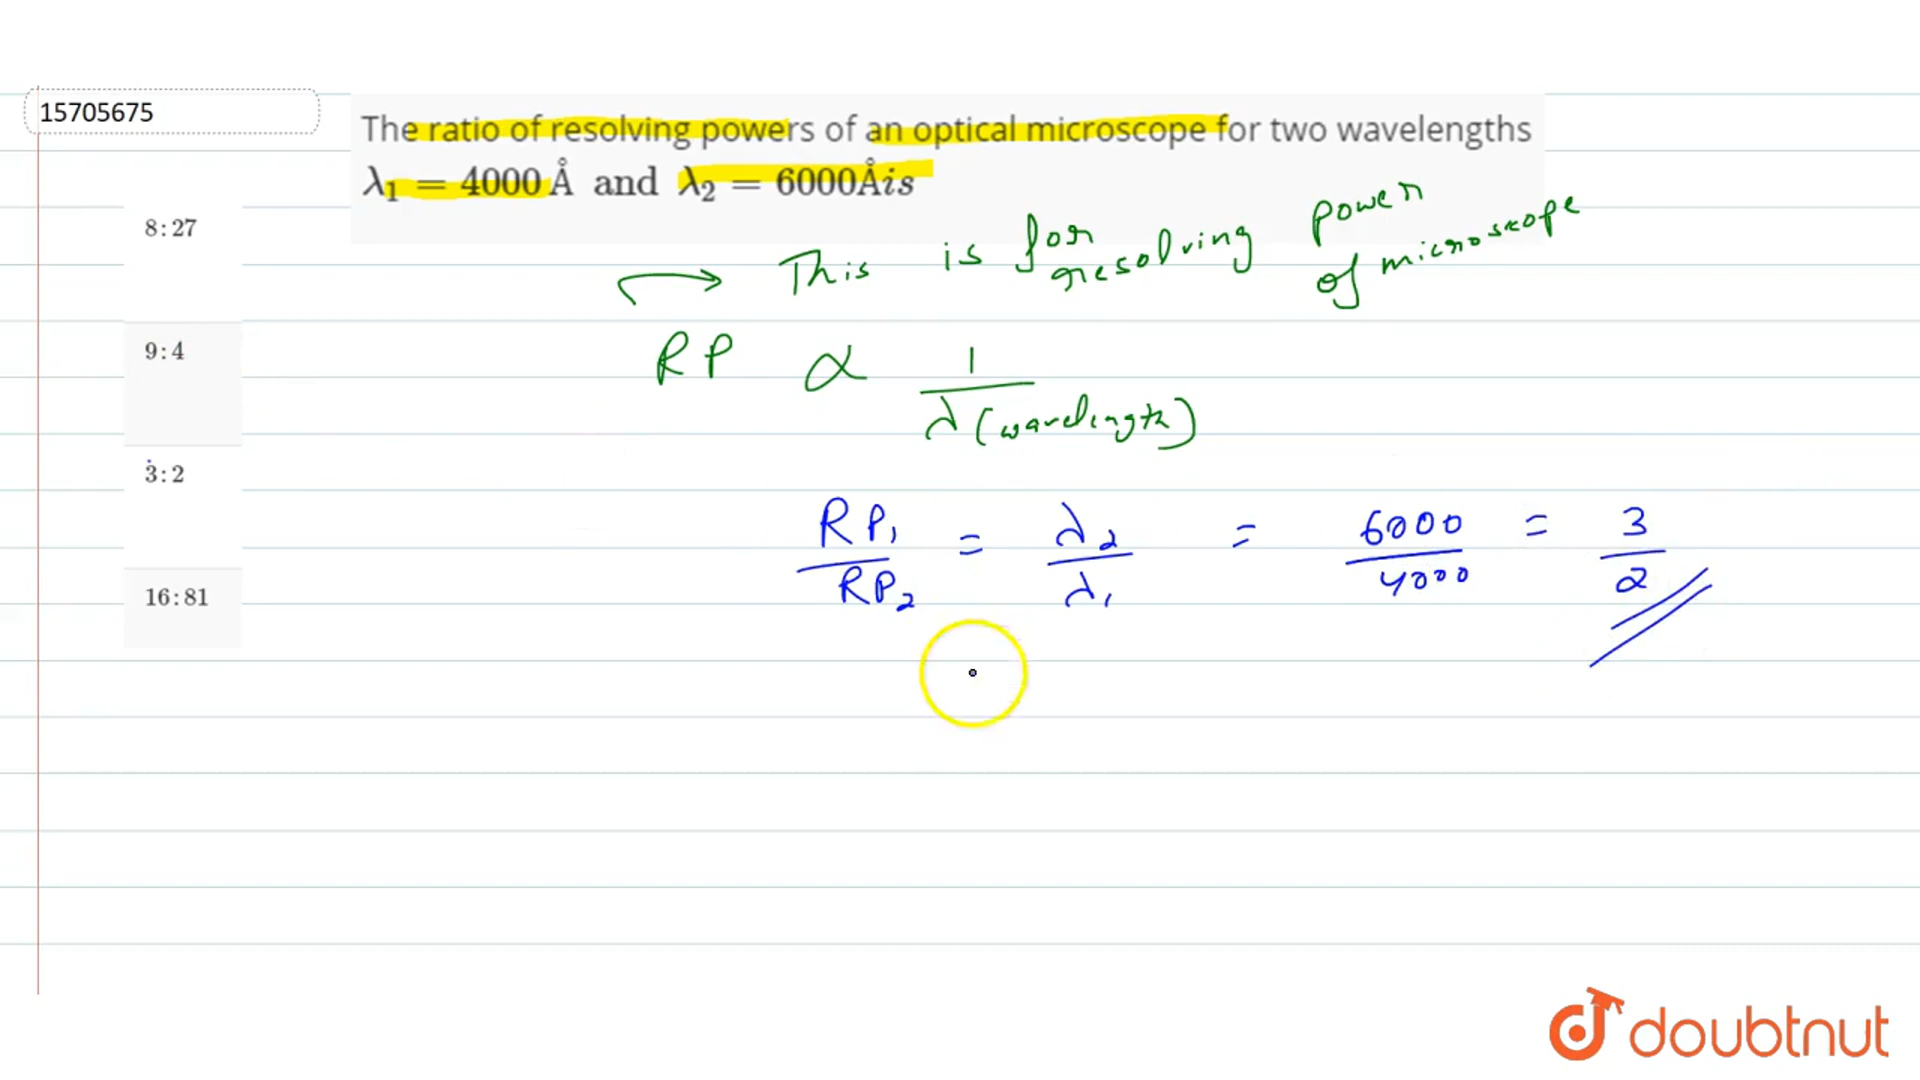 15705675
The ratio of resolving powers of an optical microscope for two wavelengths
λ₁ = 4000 Å and λ₂ = 6000Åis
8:27
9:4
3:2
16:81
This is for resolving power of microscope
RP ∝ 1/λ (wavelength)
RP₁/RP₂ = λ₂/λ₁ = 6000/4000 = 3/2
doubtnut